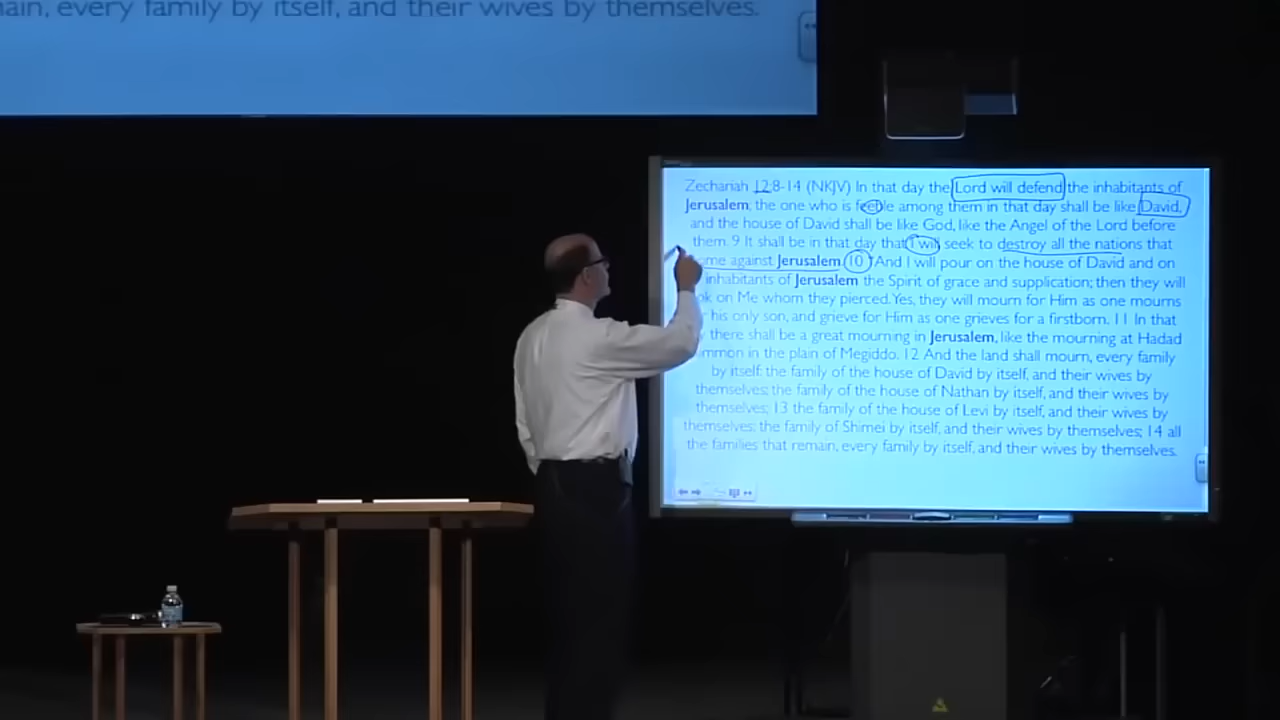 ain, every family by itself, and their wives by themselves.
Zechariah 12:8-14 (NKJV) In that day the Lord will defend the inhabitants of
Jerusalem; the one who is feeble among them in that day shall be like David,
and the house of David shall be like God, like the Angel of the Lord before
them. 9 It shall be in that day that I will seek to destroy all the nations that
ome against Jerusalem. 10 "And I will pour on the house of David and on
inhabitants of Jerusalem the Spirit of grace and supplication; then they will
ok on Me whom they pierced. Yes, they will mourn for Him as one mourns
his only son, and grieve for Him as one grieves for a firstborn. 11 In that
there shall be a great mourning in Jerusalem, like the mourning at Hadad
mmon in the plain of Megiddo. 12 And the land shall mourn, every family
by itself: the family of the house of David by itself, and their wives by
themselves; the family of the house of Nathan by itself, and their wives by
themselves; 13 the family of the house of Levi by itself, and their wives by
themselves; the family of Shimei by itself, and their wives by themselves; 14 all
the families that remain, every family by itself, and their wives by themselves.